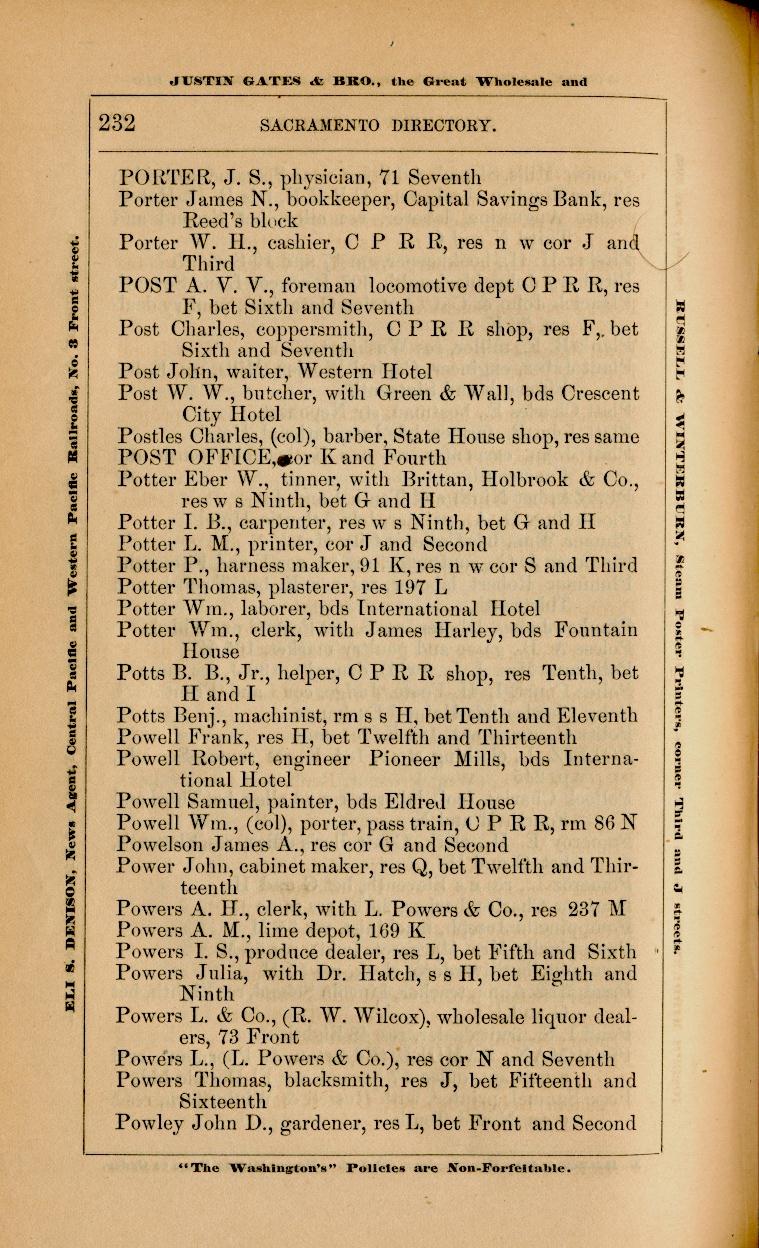 JUSTIN GATES & BRO., the Great Wholesale and
232
SACRAMENTO DIRECTORY.
PORTER, J. S., physician, 71 Seventh
Porter James N., bookkeeper, Capital Savings Bank, res
Reed's block
Porter W. H., cashier, C P R R, res n w cor J and
Third
POST A. V. V., foreman locomotive dept C P R R, res
F, bet Sixth and Seventh
Post Charles, coppersmith, C P R R shop, res F, bet
Sixth and Seventh
Post John, waiter, Western Hotel
Post W. W., butcher, with Green & Wall, bds Crescent
City Hotel
Postles Charles, (col), barber, State House shop, res same
POST OFFICE, cor K and Fourth
Potter Eber W., tinner, with Brittan, Holbrook & Co.,
res w s Ninth, bet G and H
Potter I. B., carpenter, res w s Ninth, bet G and H
Potter L. M., printer, cor J and Second
Potter P., harness maker, 91 K, res n w cor S and Third
Potter Thomas, plasterer, res 197 L
Potter Wm., laborer, bds International Hotel
Potter Wm., clerk, with James Harley, bds Fountain
House
Potts B. B., Jr., helper, C P R R shop, res Tenth, bet
H and I
Potts Benj., machinist, rm s s H, bet Tenth and Eleventh
Powell Frank, res H, bet Twelfth and Thirteenth
Powell Robert, engineer Pioneer Mills, bds Interna-
tional Hotel
Powell Samuel, painter, bds Eldred House
Powell Wm., (col), porter, pass train, C P R R, rm 86 N
Powelson James A., res cor G and Second
Power John, cabinet maker, res Q, bet Twelfth and Thir-
teenth
Powers A. H., clerk, with L. Powers & Co., res 237 M
Powers A. M., lime depot, 169 K
Powers I. S., produce dealer, res L, bet Fifth and Sixth
Powers Julia, with Dr. Hatch, s s H, bet Eighth and
Ninth
Powers L. & Co., (R. W. Wilcox), wholesale liquor deal-
ers, 73 Front
Powers L., (L. Powers & Co.), res cor N and Seventh
Powers Thomas, blacksmith, res J, bet Fifteenth and
Sixteenth
Powley John D., gardener, res L, bet Front and Second
"The Washington's" Policies are Non-Forfeitable.
ELI S. DENISON, News Agent, Central Pacific and Western Pacific Railroads, No. 3 Front street.
RUSSELL & WINTERBURN, Steam Poster Printers, corner Third and J streets.